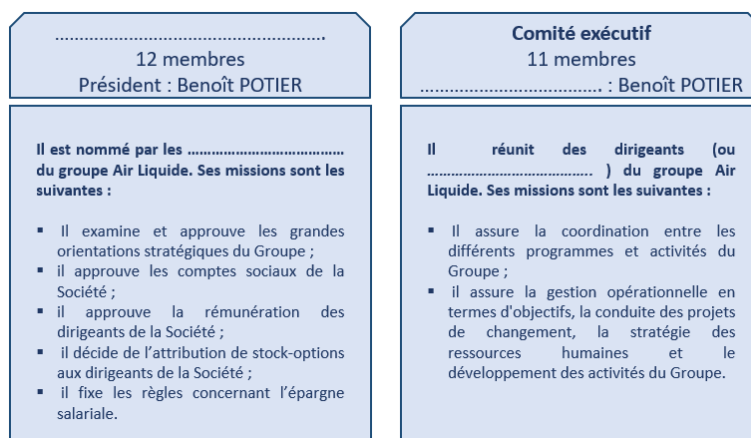 ……………………………………………….
12 membres
Président : Benoît POTIER
Il est nommé par les ……………………………………
du groupe Air Liquide. Ses missions sont les
suivantes :
▪ Il examine et approuve les grandes
orientations stratégiques du Groupe ;
▪ il approuve les comptes sociaux de la
Société ;
▪ il approuve la rémunération des
dirigeants de la Société ;
▪ il décide de l’attribution de stock-options
aux dirigeants de la Société ;
▪ il fixe les règles concernant l’épargne
salariale.
Comité exécutif
11 membres
………………………………. : Benoît POTIER
Il réunit des dirigeants (ou
…………………………………….. ) du groupe Air
Liquide. Ses missions sont les suivantes :
▪ Il assure la coordination entre les
différents programmes et activités du
Groupe ;
▪ il assure la gestion opérationnelle en
termes d'objectifs, la conduite des projets
de changement, la stratégie des
ressources humaines et le
développement des activités du Groupe.